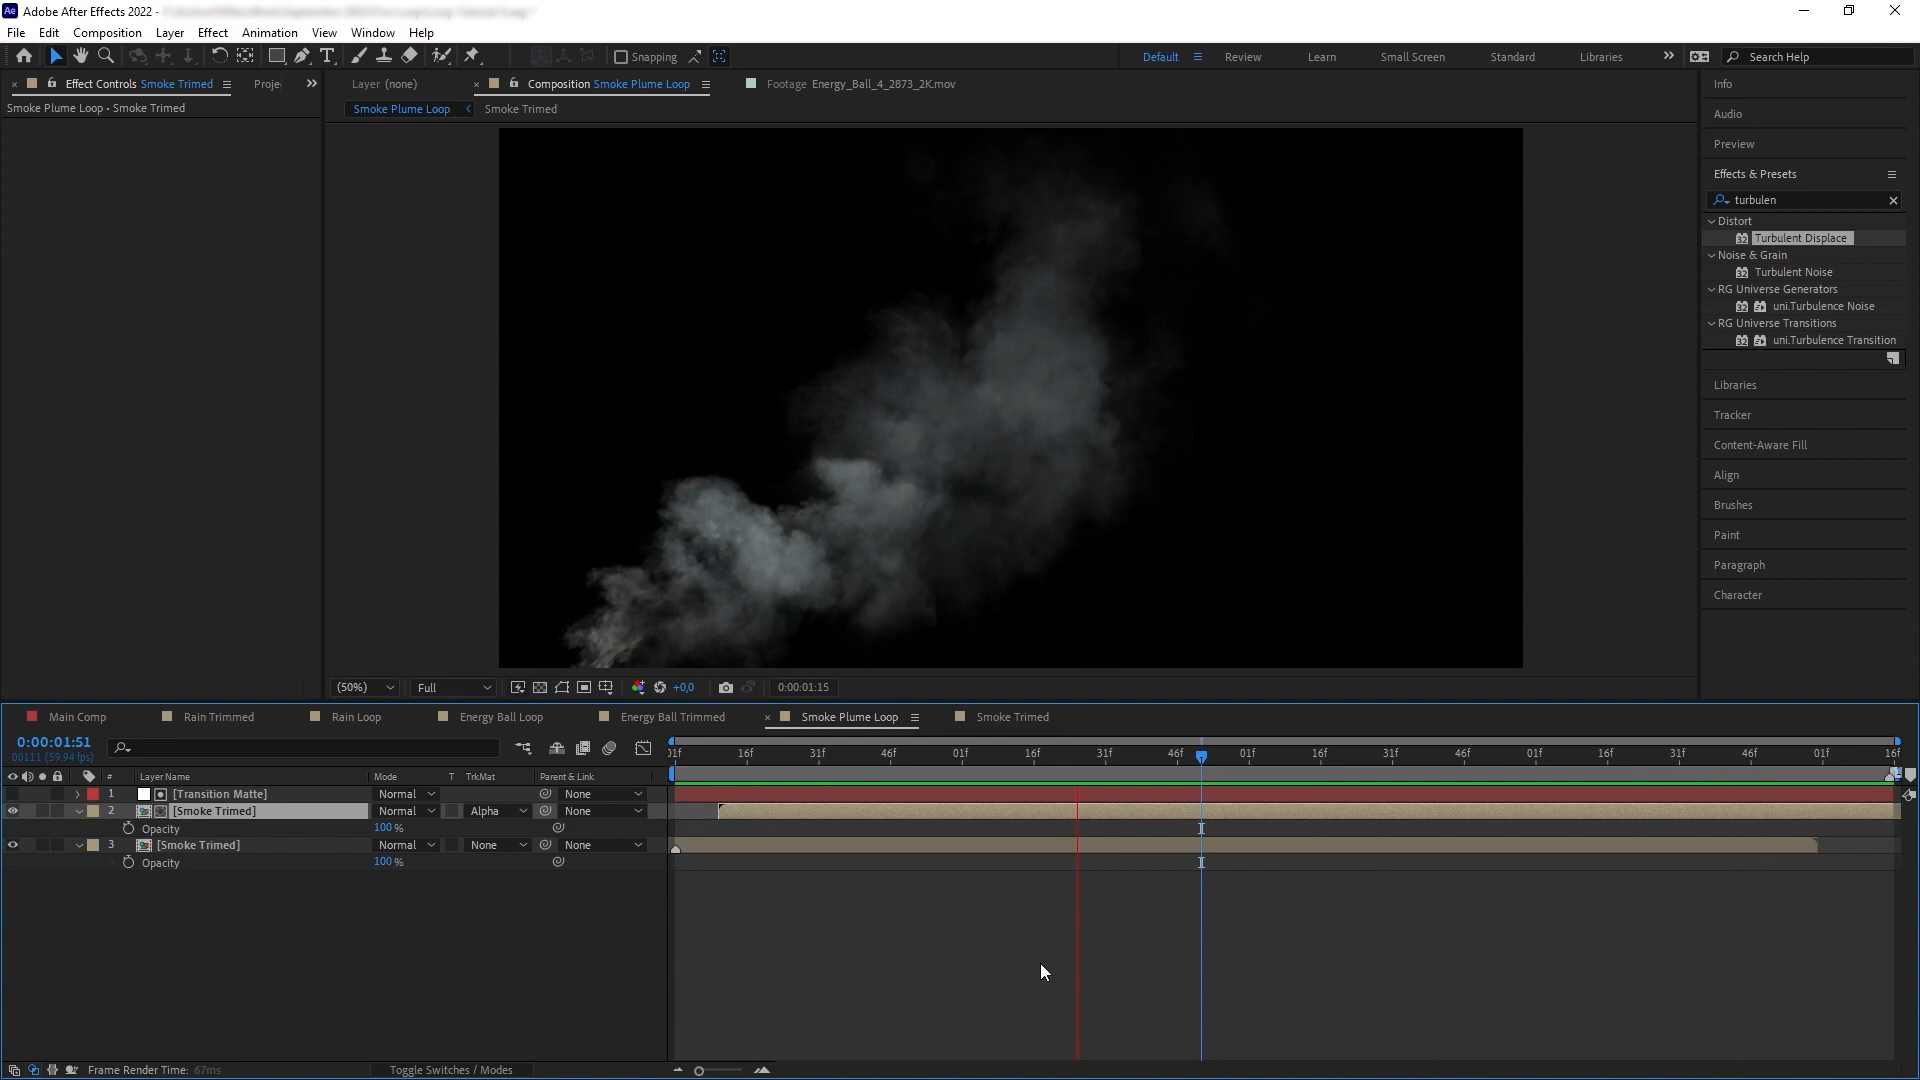 Adobe After Effects 2022 -
File Edit Composition Layer Effect Animation View Window Help
Snapping Default Review Learn Small Screen Standard Libraries Search Help
Effect Controls Smoke Trimed Proje Layer (none) Composition Smoke Plume Loop Footage Energy_Ball_4_2873_2K.mov Info
Smoke Plume Loop • Smoke Trimed Smoke Plume Loop Smoke Trimed
Audio
Preview
Effects & Presets
turbulen
Distort
Turbulent Displace
Noise & Grain
Turbulent Noise
RG Universe Generators
uni.Turbulence Noise
RG Universe Transitions
uni.Turbulence Transition
Libraries
Tracker
Content-Aware Fill
Align
Brushes
Paint
Paragraph
Character
(50%) Full +0,0 0:00:01:15
Main Comp Rain Trimmed Rain Loop Energy Ball Loop Energy Ball Trimmed Smoke Plume Loop Smoke Trimed
0:00:01:51
00111 (59.94 fps)
01f 16f 31f 46f 01f 16f 31f 46f 01f 16f 31f 46f 01f 16f 31f 46f 01f 16f
# Layer Name Mode T TrkMat Parent & Link
1 [Transition Matte] Normal None
2 [Smoke Trimed] Normal Alpha None
Opacity 100 %
3 [Smoke Trimed] Normal None None
Opacity 100 %
Frame Render Time: 67ms Toggle Switches / Modes